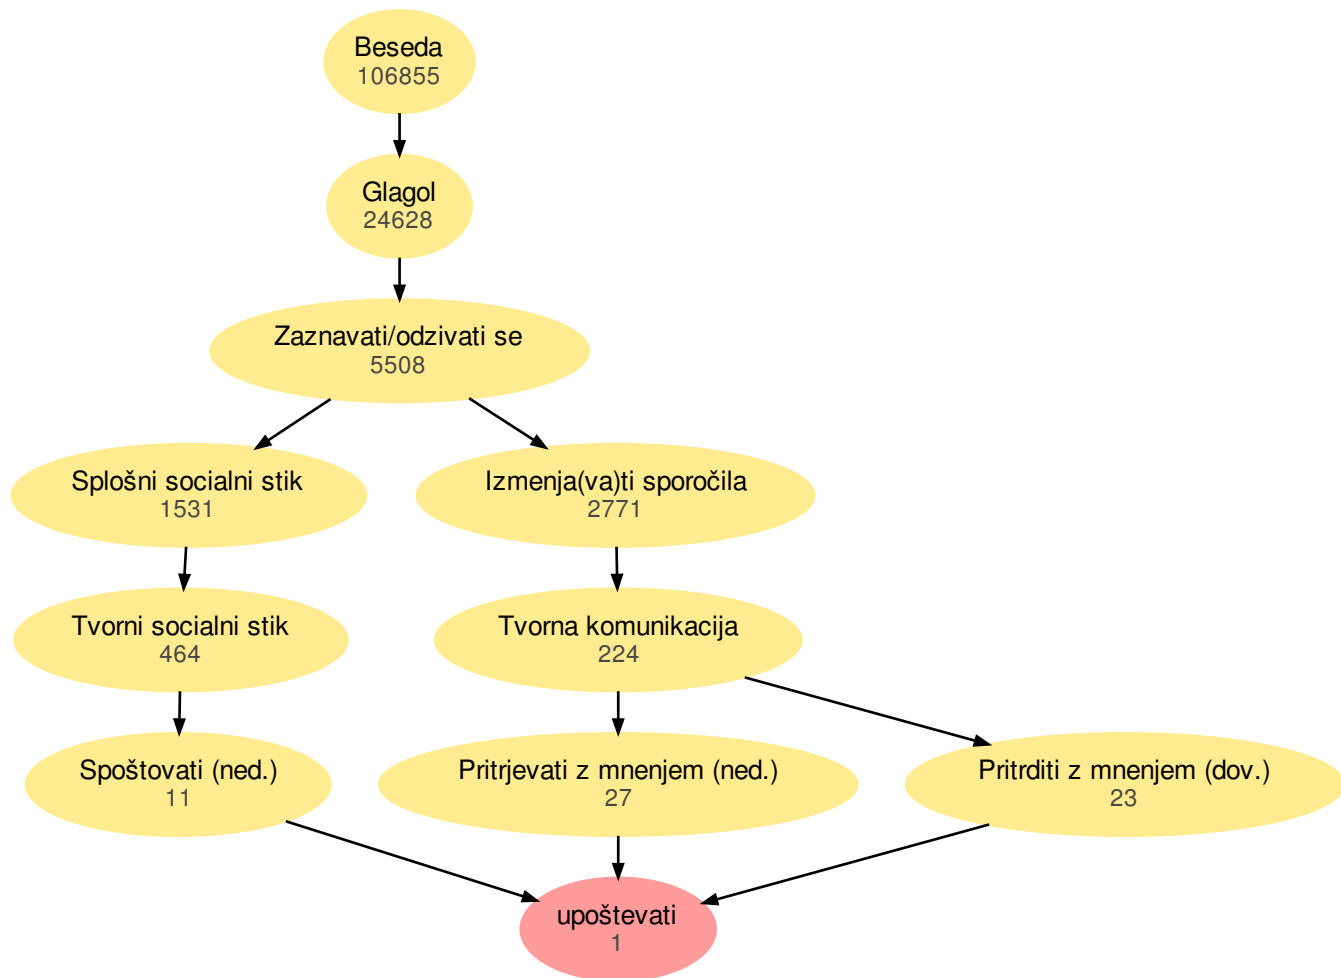 Beseda
106855
Glagol
24628
Zaznavati/odzivati se
5508
Splošni socialni stik
1531
Izmenja(va)ti sporočila
2771
Tvorni socialni stik
464
Tvorna komunikacija
224
Spoštovati (ned.)
11
Pritrjevati z mnenjem (ned.)
27
Pritrditi z mnenjem (dov.)
23
upoštevati
1